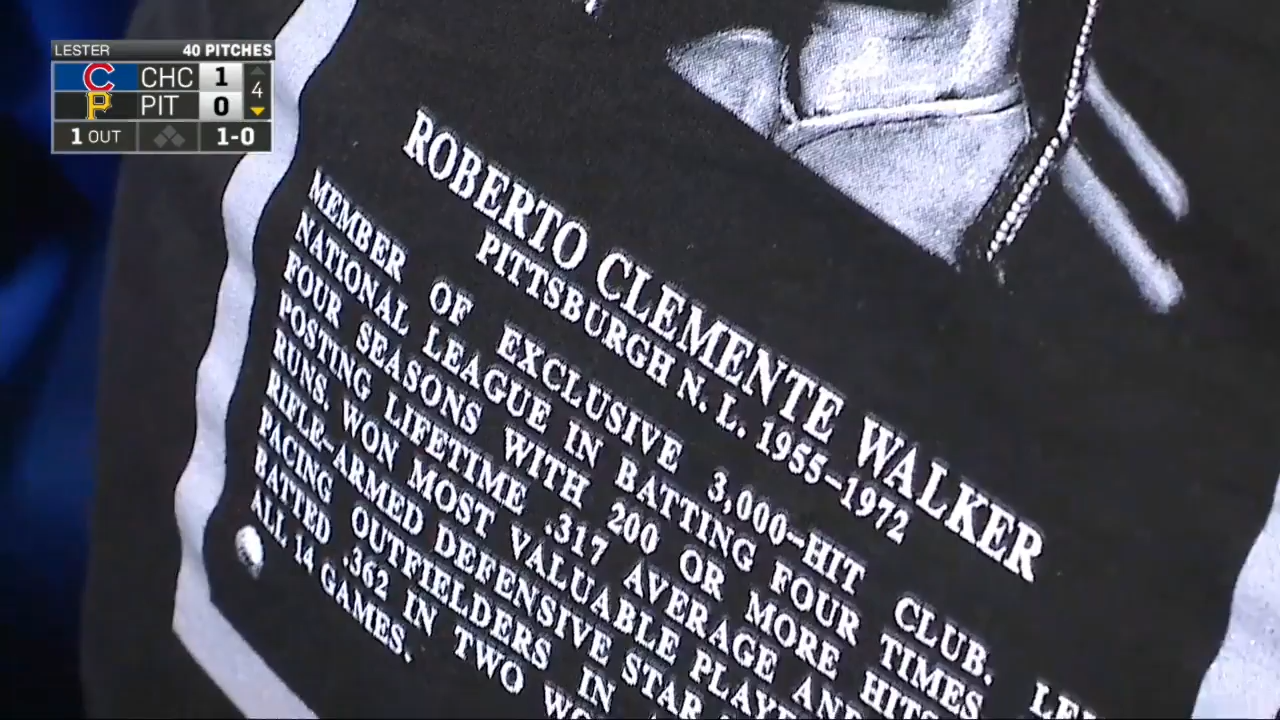 LESTER 40 PITCHES
CHC 1 4
PIT 0
1 OUT 1-0
ROBERTO CLEMENTE WALKER
PITTSBURGH N. L. 1955-1972
MEMBER OF EXCLUSIVE 3,000-HIT CLUB.
NATIONAL LEAGUE IN BATTING FOUR TIMES.
FOUR SEASONS WITH 200 OR MORE HITS
POSTING LIFETIME .317 AVERAGE AND
RUNS. WON MOST VALUABLE
RIFLE-ARMED DEFENSIVE STAR
PACING OUTFIELDERS IN
BATTED .362 IN TWO
ALL 14 GAMES.